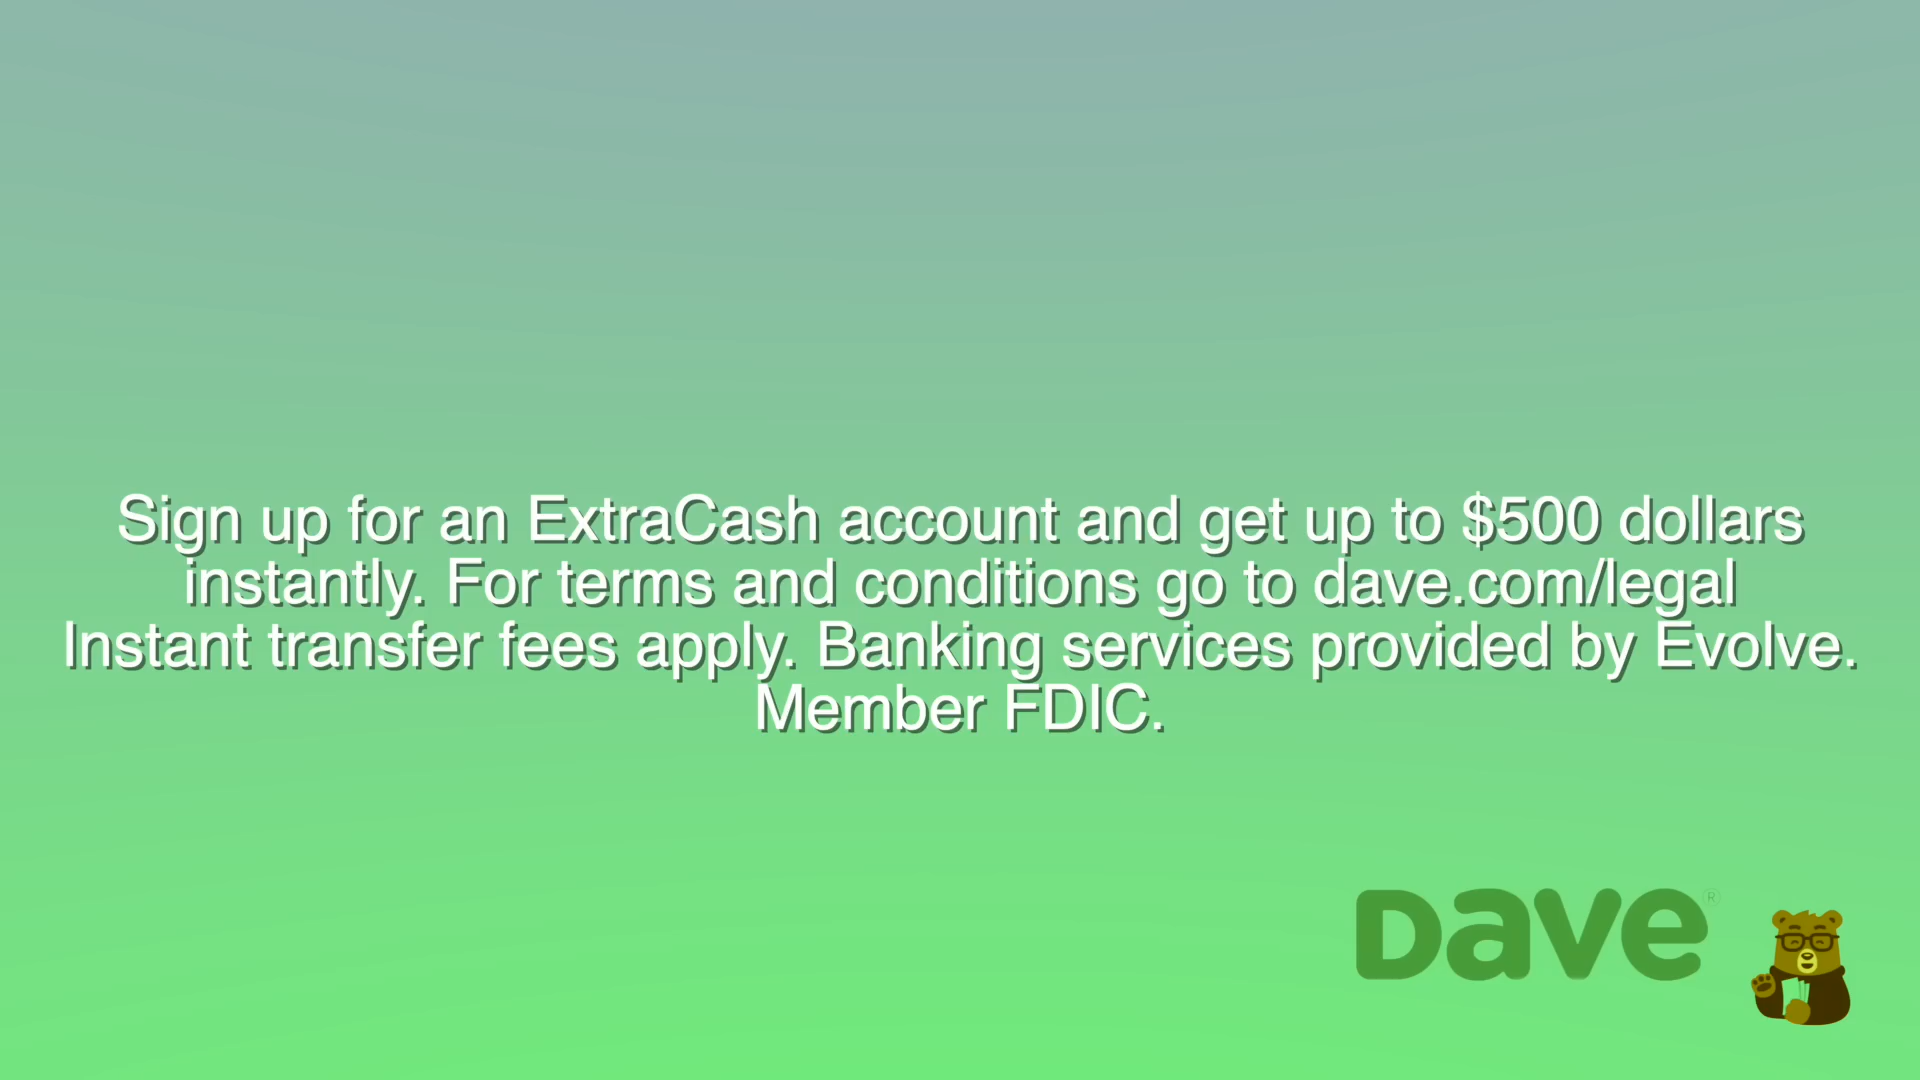 Sign up for an ExtraCash account and get up to $500 dollars
instantly. For terms and conditions go to dave.com/legal
Instant transfer fees apply. Banking services provided by Evolve.
Member FDIC.
Dave®